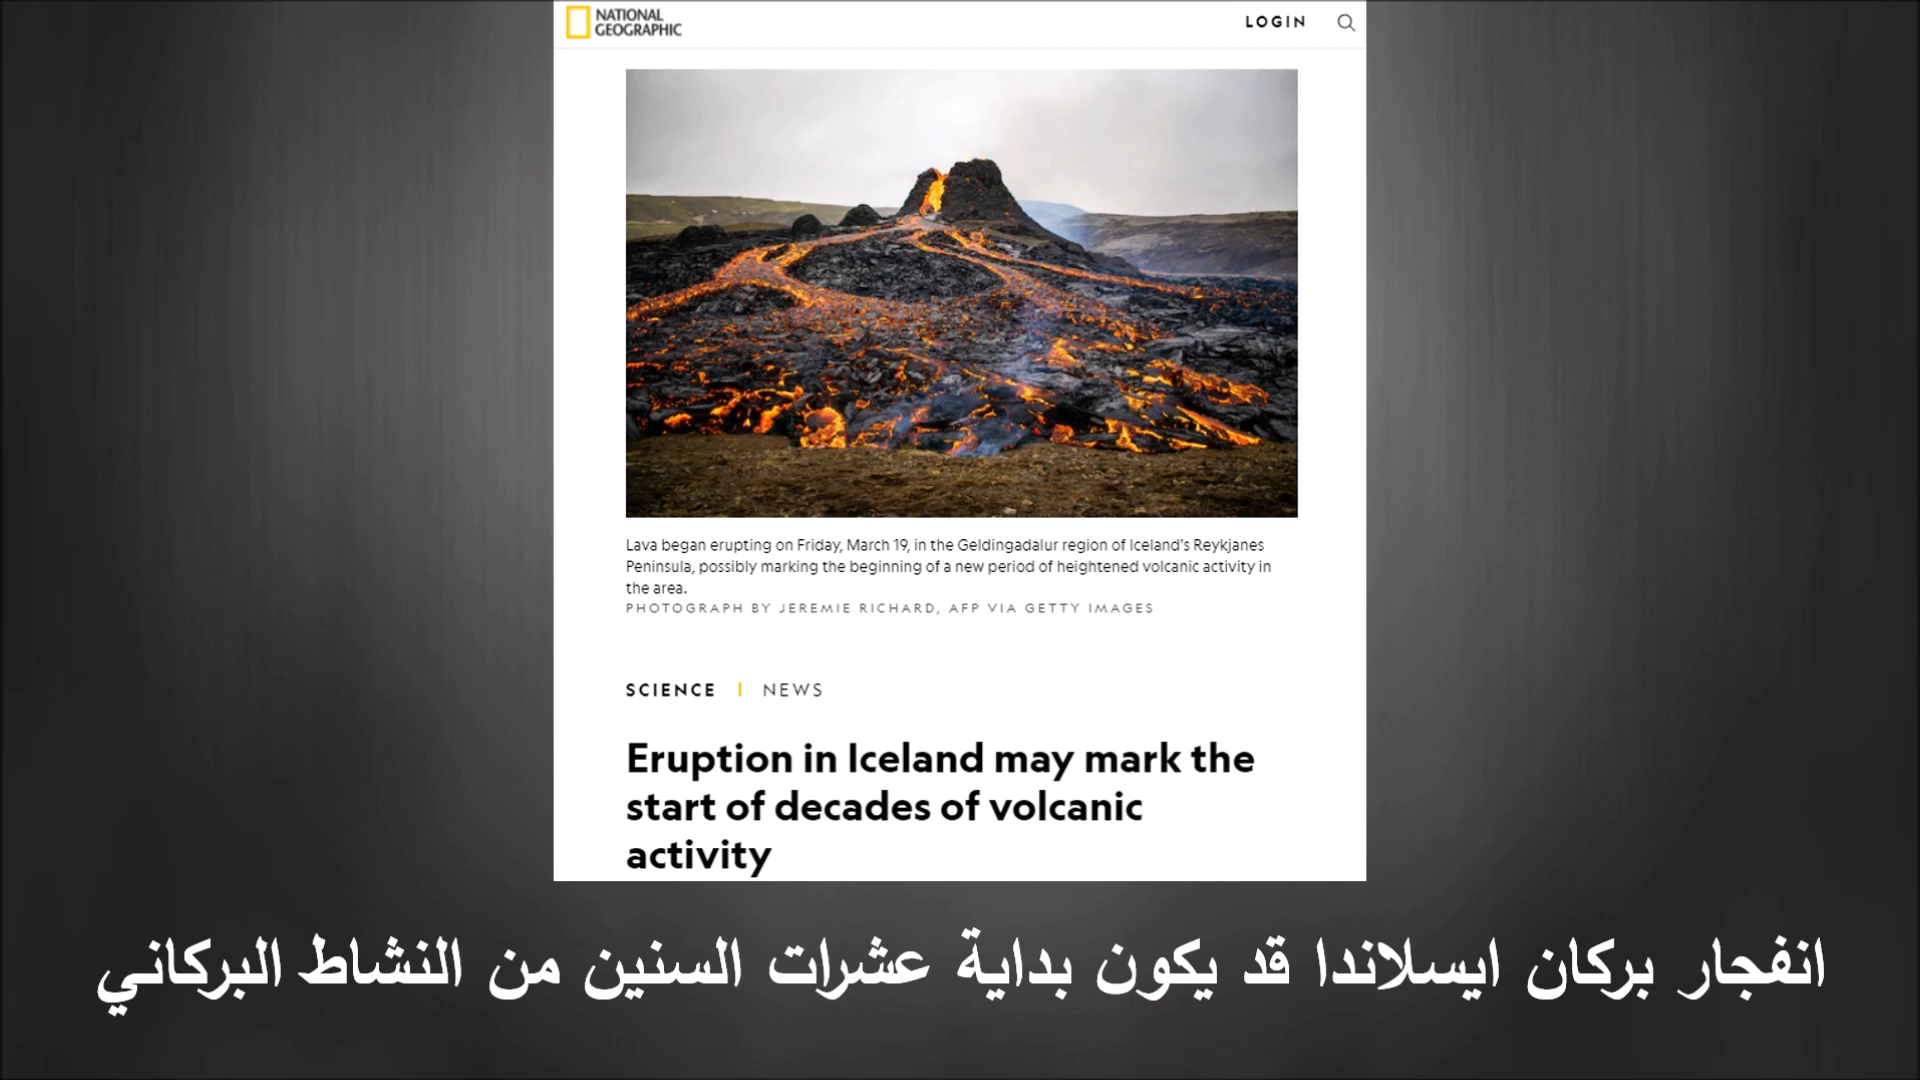 NATIONAL
GEOGRAPHIC
LOGIN
Lava began erupting on Friday, March 19, in the Geldingadalur region of Iceland's Reykjanes
Peninsula, possibly marking the beginning of a new period of heightened volcanic activity in
the area.
PHOTOGRAPH BY JEREMIE RICHARD, AFP VIA GETTY IMAGES
SCIENCE | NEWS
Eruption in Iceland may mark the
start of decades of volcanic
activity
انفجار بركان ايسلاندا قد يكون بداية عشرات السنين من النشاط البركاني